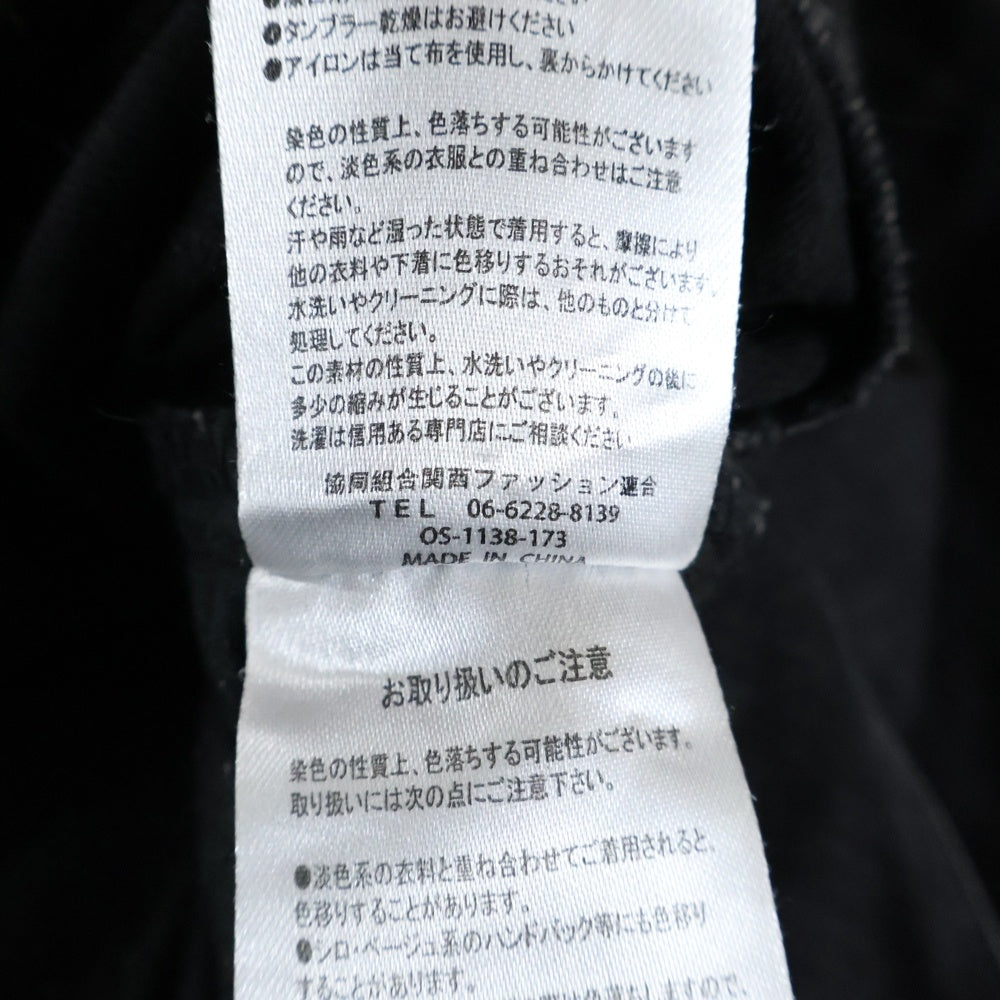 ●タンブラー乾燥はお避けください
●アイロンは当て布を使用し、裏からかけてください
染色の性質上、色落ちする可能性がございます
ので、淡色系の衣服との重ね合わせはご注意
ください。
汗や雨など湿った状態で着用すると、摩擦により
他の衣料や下着に色移りするおそれがございます。
水洗いやクリーニングに際は、他のものと分けて
処理してください。
この素材の性質上、水洗いやクリーニングの後に
多少の縮みが生じることがございます。
洗濯は信用ある専門店にご相談ください
協同組合関西ファッション連合
TEL 06-6228-8139
OS-1138-173
MADE IN CHINA
お取り扱いのご注意
染色の性質上、色落ちする可能性がございます。
取り扱いには次の点にご注意下さい。
●淡色系の衣料と重ね合わせてご着用されると、
色移りすることがあります。
●シロ・ベージュ系のハンドバック等にも色移り
することがあります。
は色落ちしますので、